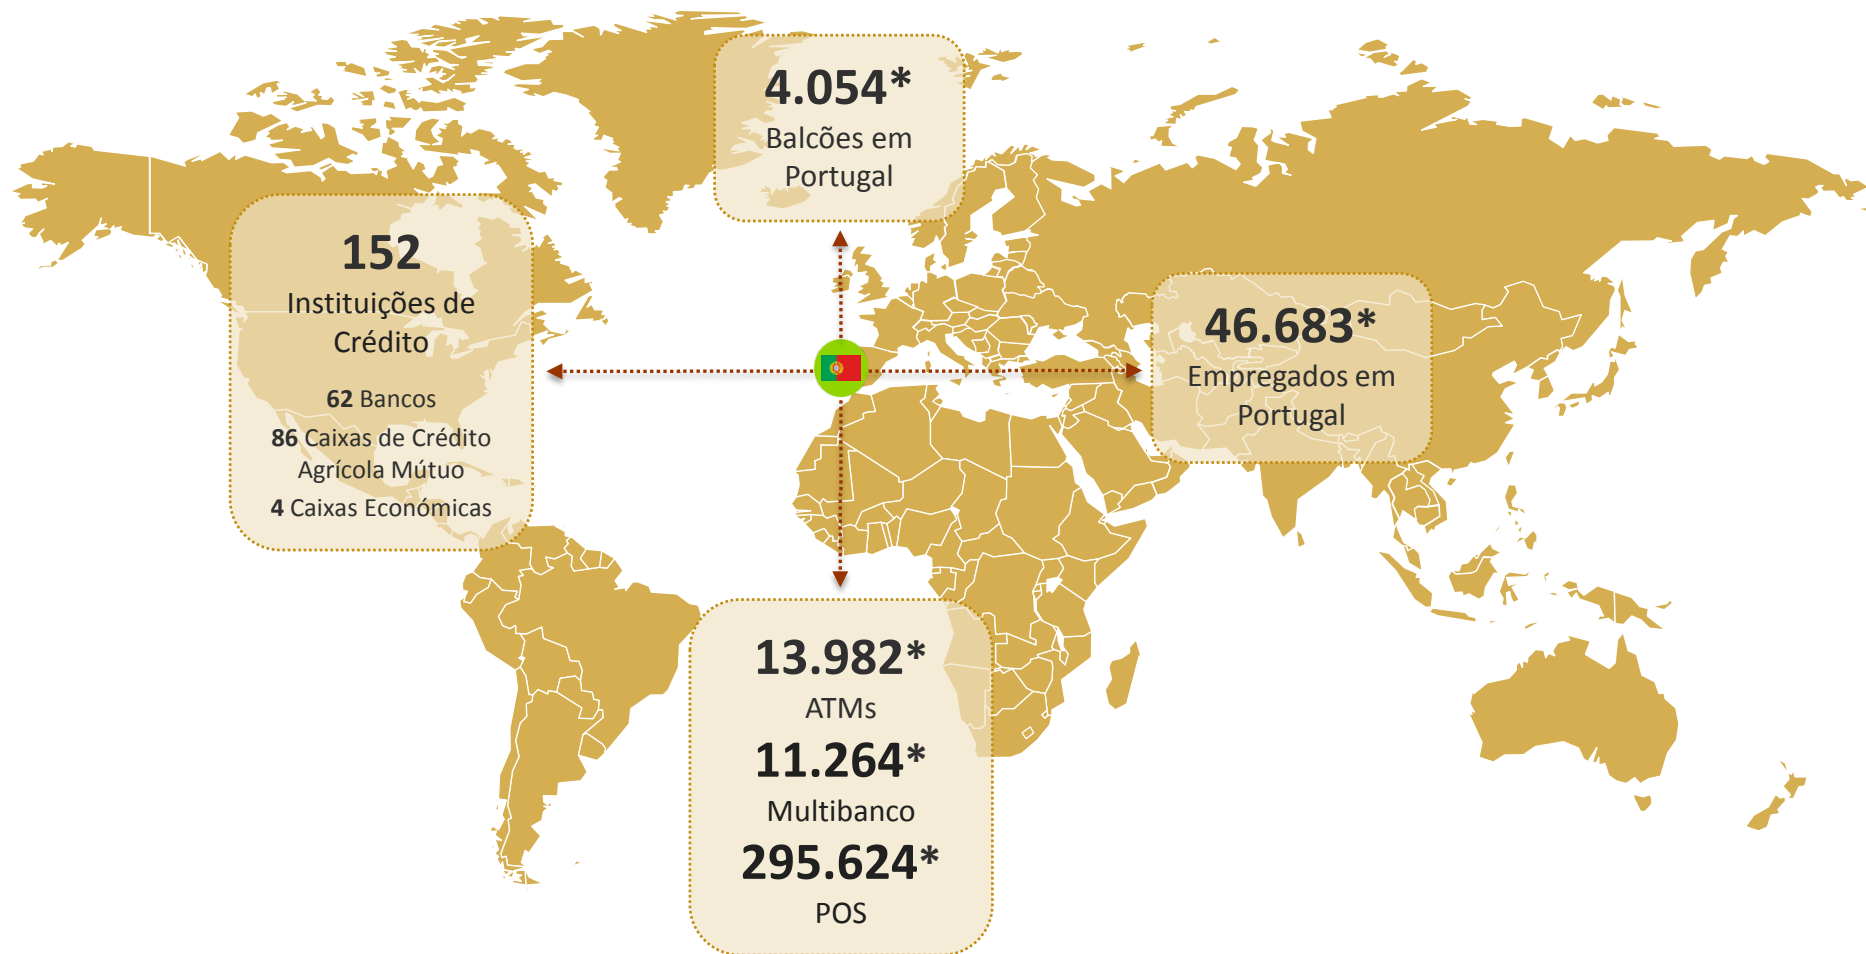 4.054*
Balcões em
Portugal
152
Instituições de
Crédito
62 Bancos
86 Caixas de Crédito
Agrícola Mútuo
4 Caixas Económicas
46.683*
Empregados em
Portugal
13.982*
ATMs
11.264*
Multibanco
295.624*
POS